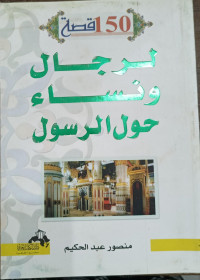 150 قصة
لرجال
ونساء
حول الرسول
منصور عبد الحكيم